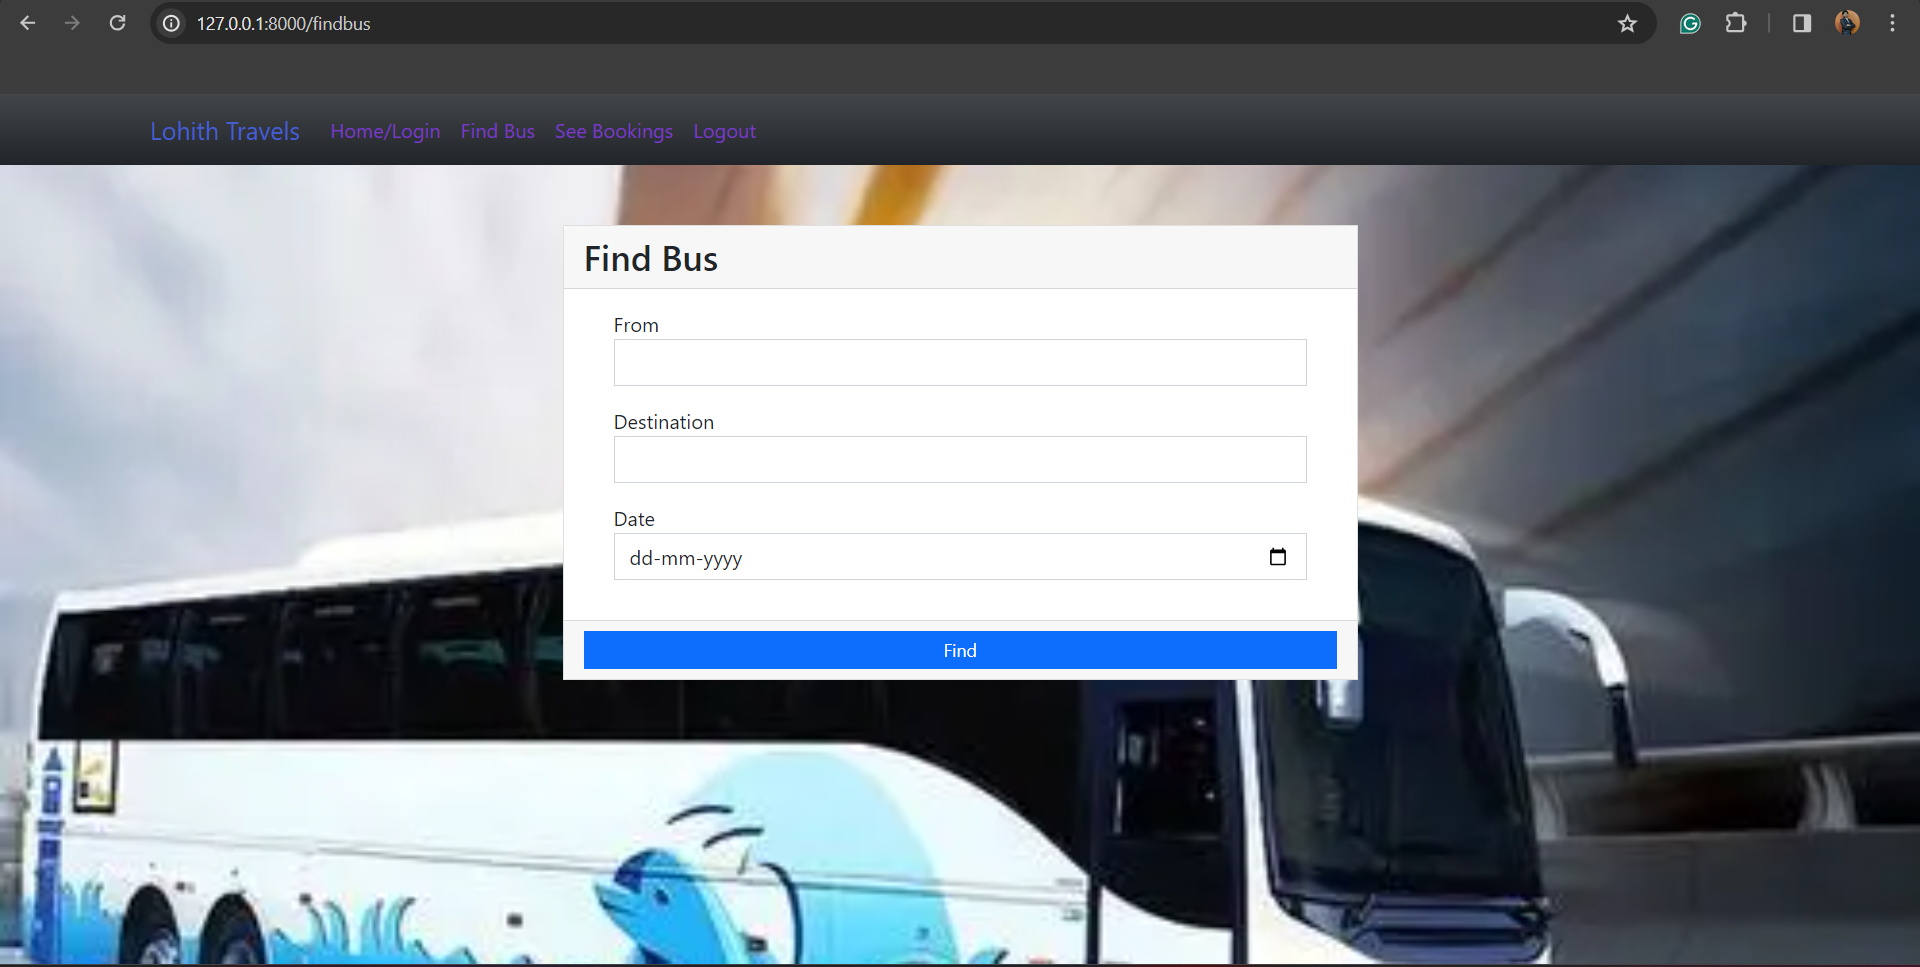 127.0.0.1:8000/findbus
Lohith Travels Home/Login Find Bus See Bookings Logout
Find Bus
From
Destination
Date
dd-mm-yyyy
Find